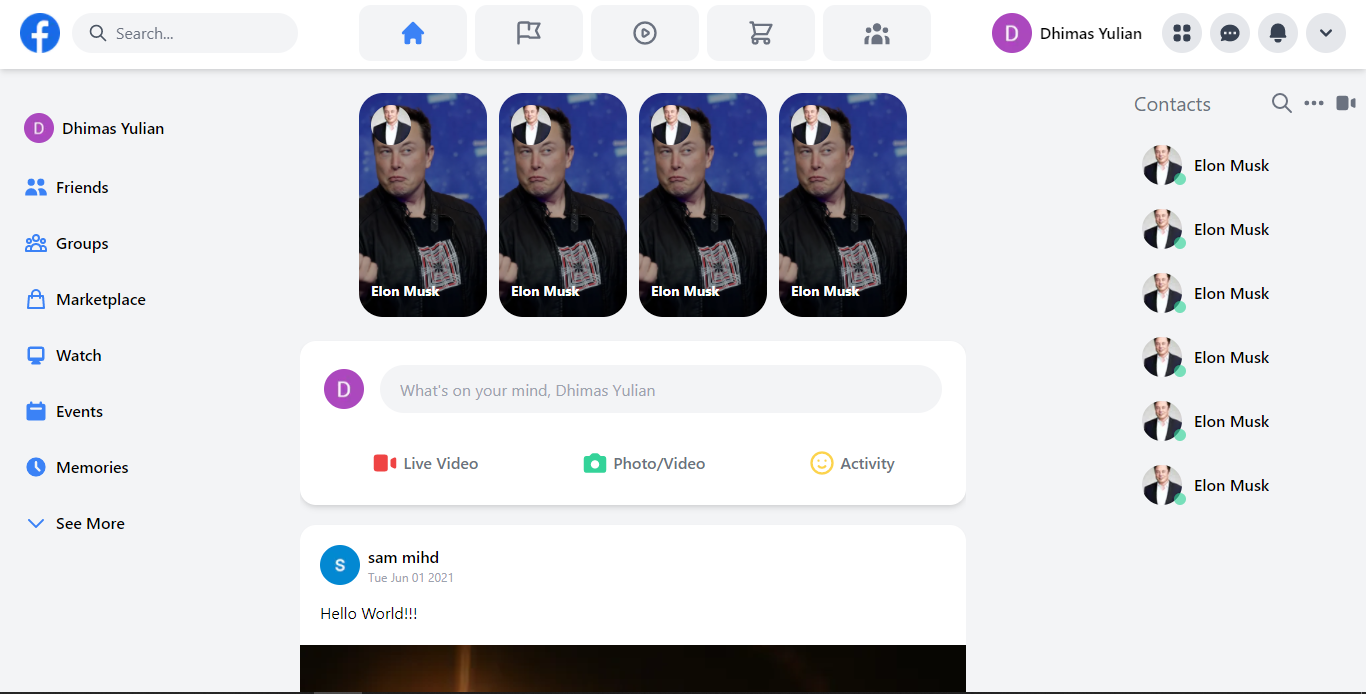 Search...
D Dhimas Yulian
D Dhimas Yulian
Friends
Groups
Marketplace
Watch
Events
Memories
See More
Elon Musk Elon Musk Elon Musk Elon Musk
D What's on your mind, Dhimas Yulian
Live Video Photo/Video Activity
S sam mihd
Tue Jun 01 2021
Hello World!!!
Contacts
Elon Musk
Elon Musk
Elon Musk
Elon Musk
Elon Musk
Elon Musk